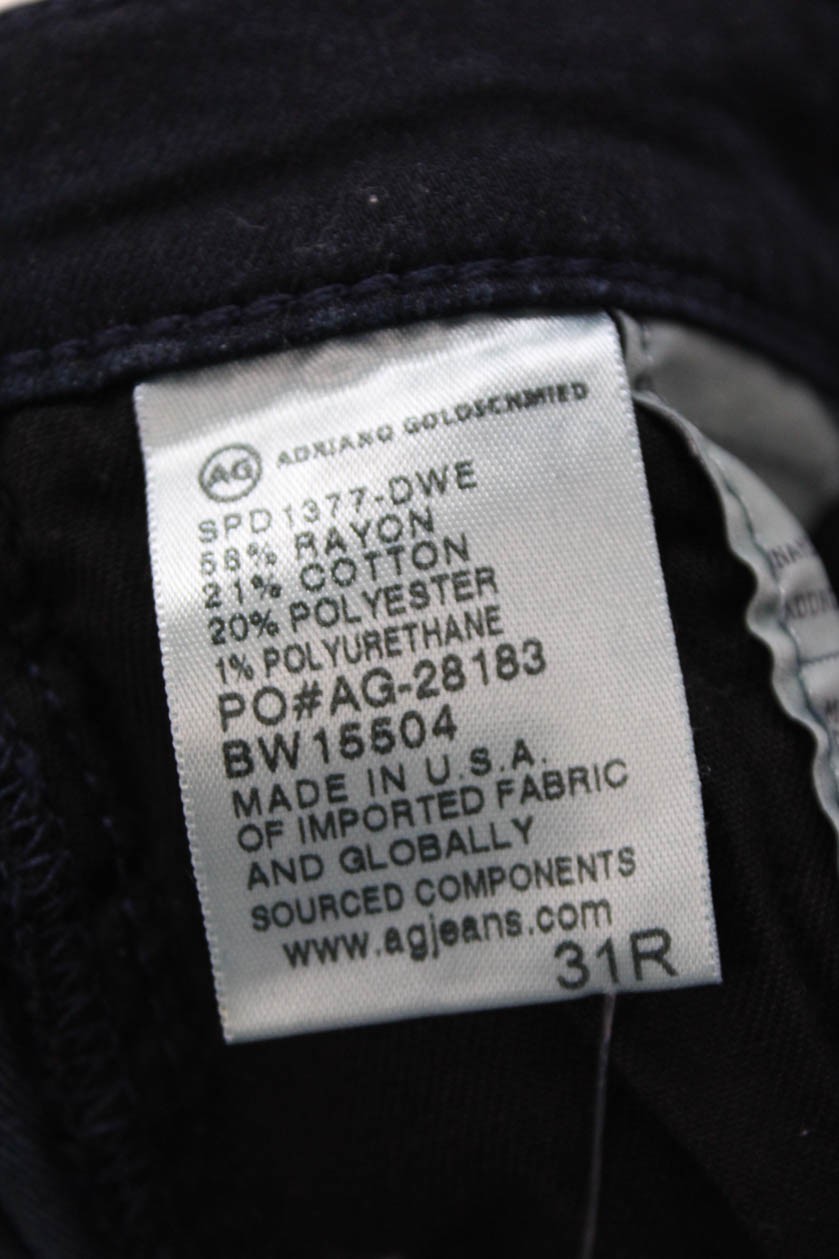 AG ADRIANO GOLDSCHMIED
SPD1377-DWE
58% RAYON
21% COTTON
20% POLYESTER
1% POLYURETHANE
PO#AG-28183
BW15504
MADE IN U.S.A.
OF IMPORTED FABRIC
AND GLOBALLY
SOURCED COMPONENTS
www.agjeans.com
31R